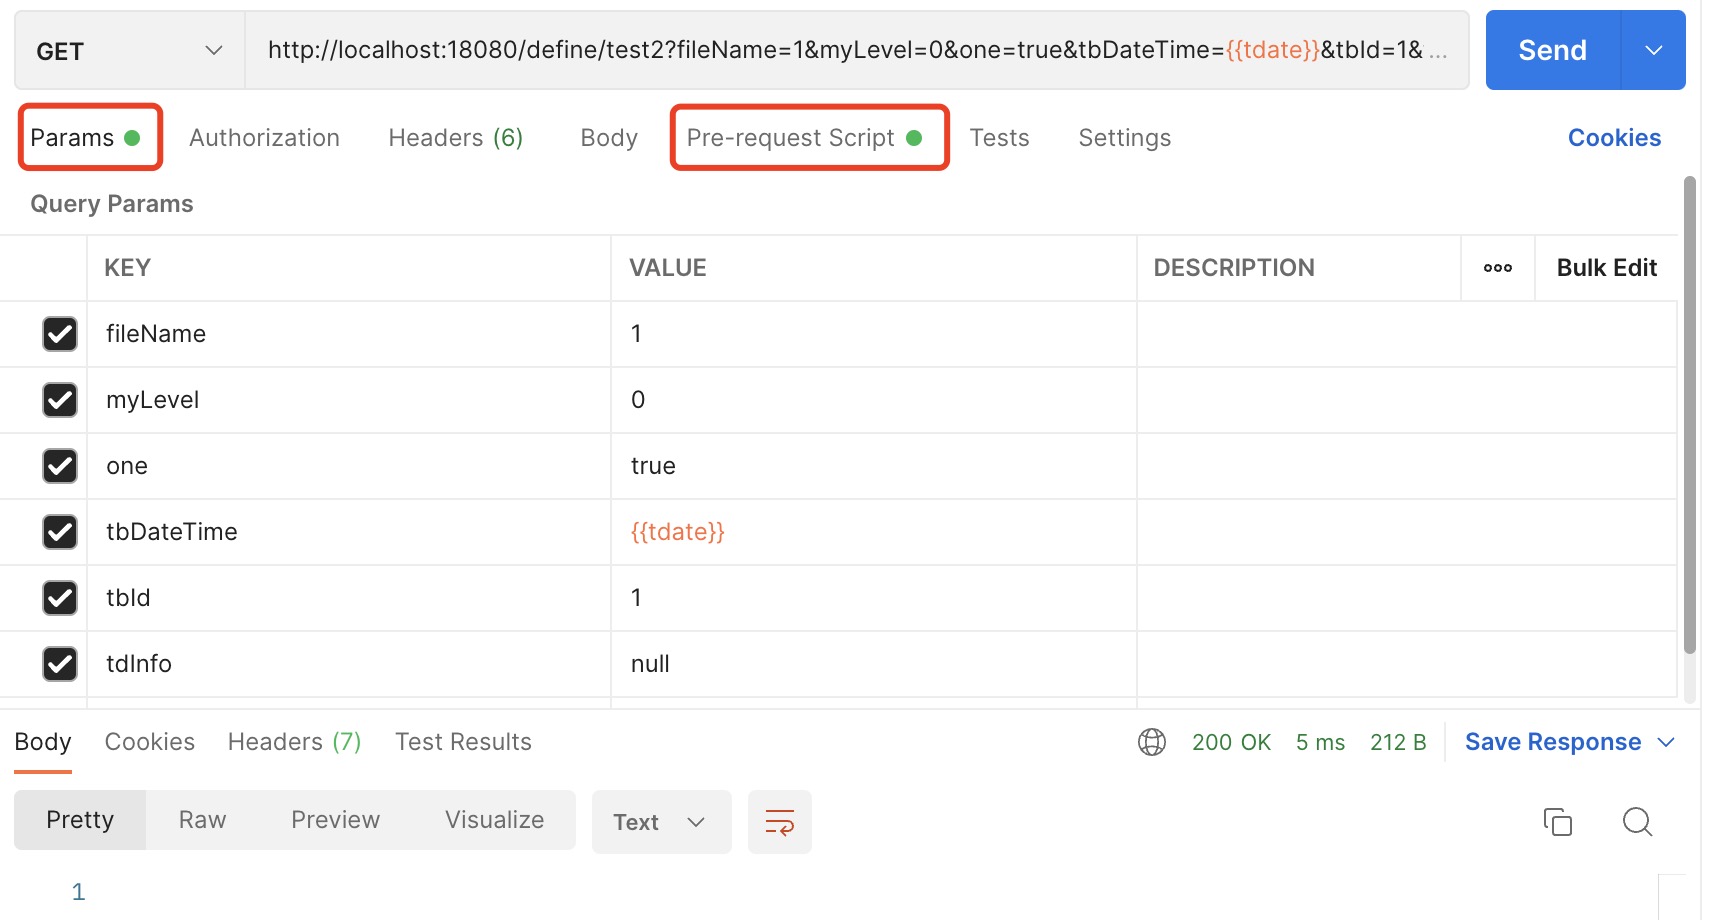 GET http://localhost:18080/define/test2?fileName=1&myLevel=0&one=true&tbDateTime={{tdate}}&tbId=1& ... Send
Params Authorization Headers (6) Body Pre-request Script Tests Settings Cookies
Query Params
KEY VALUE DESCRIPTION ooo Bulk Edit
fileName 1
myLevel 0
one true
tbDateTime {{tdate}}
tbId 1
tdInfo null
Body Cookies Headers (7) Test Results 200 OK 5 ms 212 B Save Response
Pretty Raw Preview Visualize Text
1